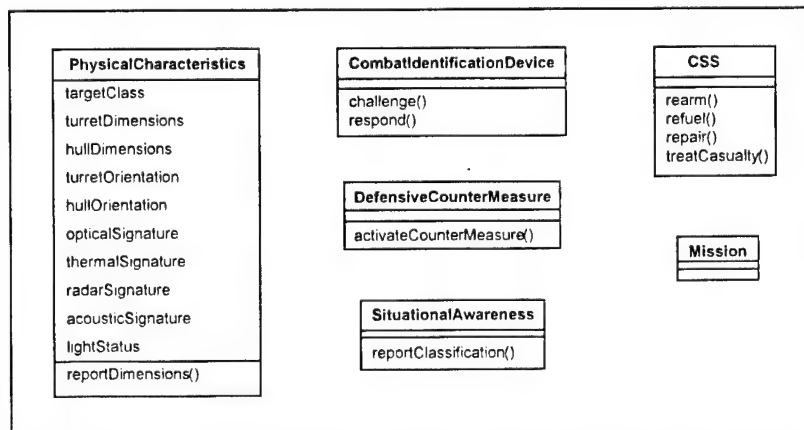 PhysicalCharacteristics
targetClass
turretDimensions
hullDimensions
turretOrientation
hullOrientation
opticalSignature
thermalSignature
radarSignature
acousticSignature
lightStatus
reportDimensions()
CombatIdentificationDevice
challenge()
respond()
DefensiveCounterMeasure
activateCounterMeasure()
SituationalAwareness
reportClassification()
CSS
rearm()
refuel()
repair()
treatCasualty()
Mission